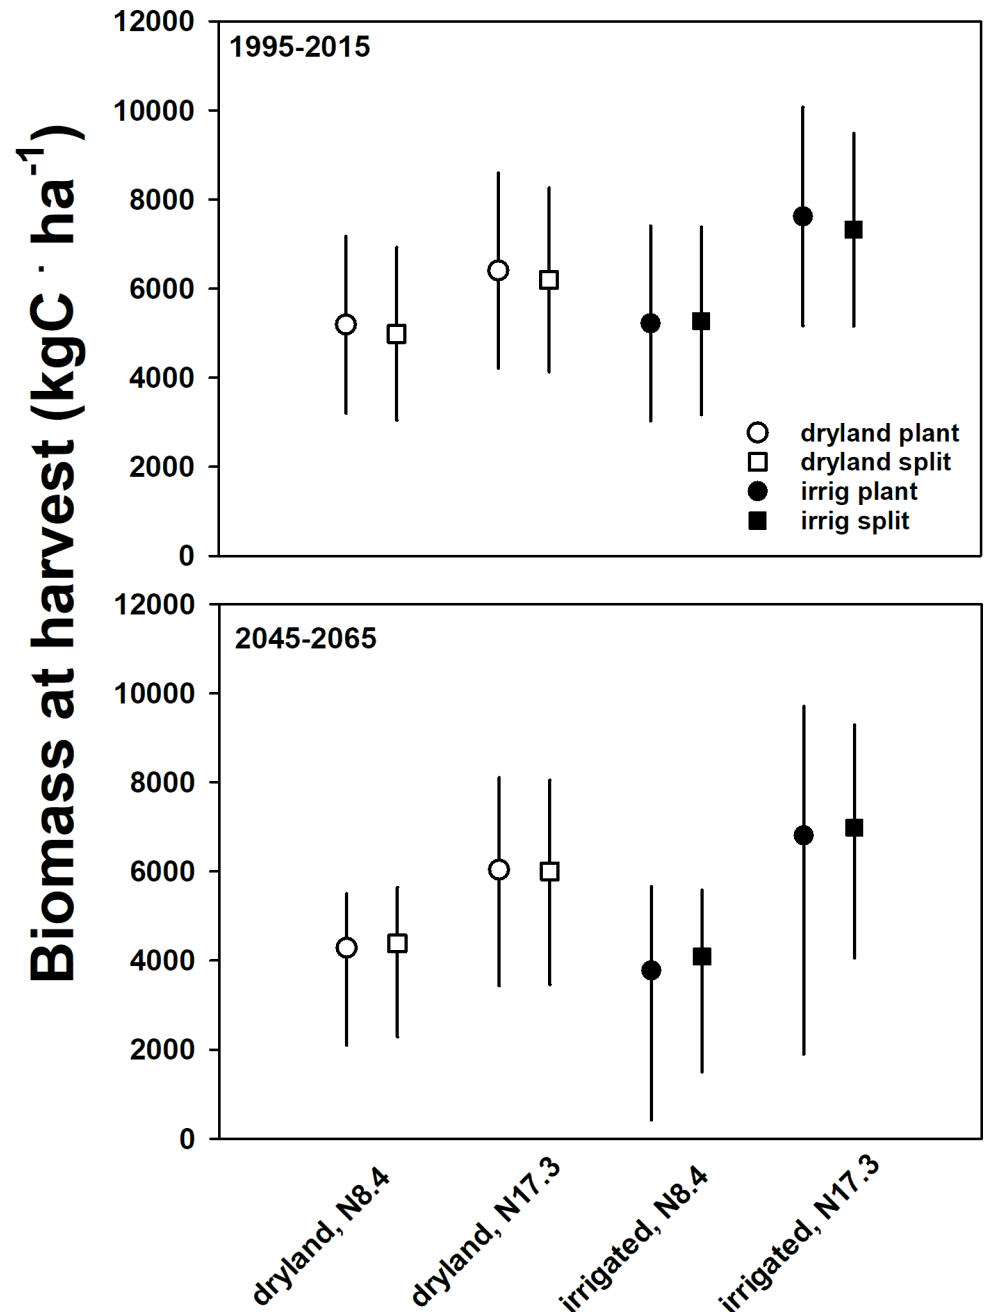 Biomass at harvest (kgC · ha⁻¹)
12000
10000
8000
6000
4000
2000
0
1995-2015
dryland plant
dryland split
irrig plant
irrig split
12000
10000
8000
6000
4000
2000
0
2045-2065
dryland, N8.4
dryland, N17.3
irrigated, N8.4
irrigated, N17.3